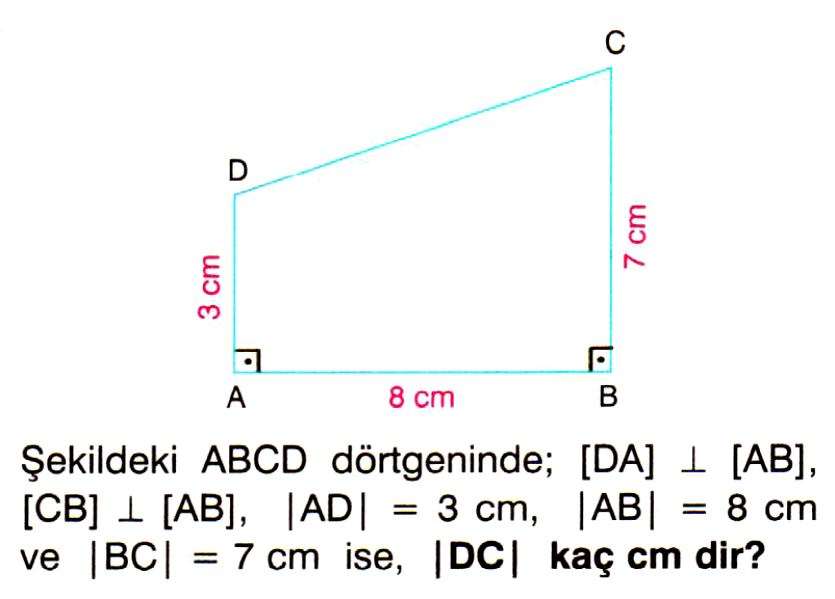 C
D
3 cm
7 cm
A
8 cm
B
Şekildeki ABCD dörtgeninde; [DA] ⊥ [AB],
[CB] ⊥ [AB], |AD| = 3 cm, |AB| = 8 cm
ve |BC| = 7 cm ise, |DC| kaç cm dir?